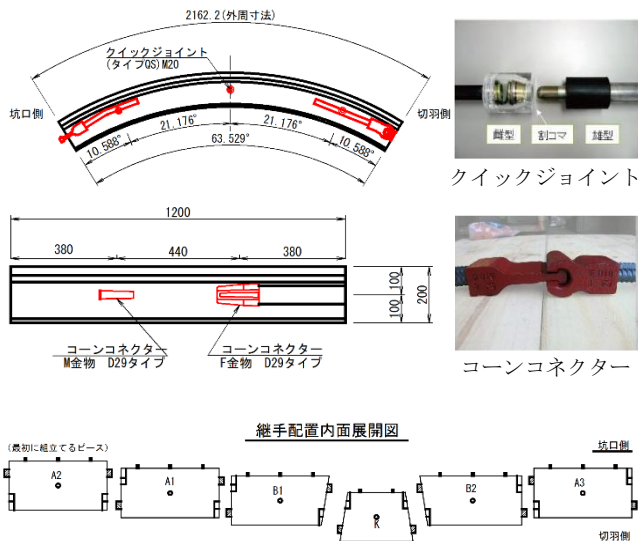 2162.2(外周寸法)
クイックジョイント
(タイプQS)M20
坑口側
切羽側
21.176°
21.176°
10.588°
10.588°
63.529°
雌型
割コマ
雄型
クイックジョイント
1200
380
440
380
100
100
200
コーンコネクター
M金物 D29タイプ
コーンコネクター
F金物 D29タイプ
コーンコネクター
継手配置内面展開図
(最初に組立てるピース)
坑口側
A2
A1
B1
K
B2
A3
切羽側